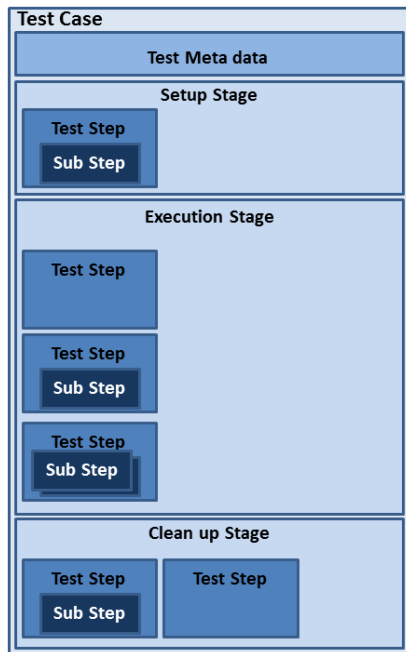 Test Case
Test Meta data
Setup Stage
Test Step
Sub Step
Execution Stage
Test Step
Test Step
Sub Step
Test Step
Sub Step
Clean up Stage
Test Step
Sub Step
Test Step